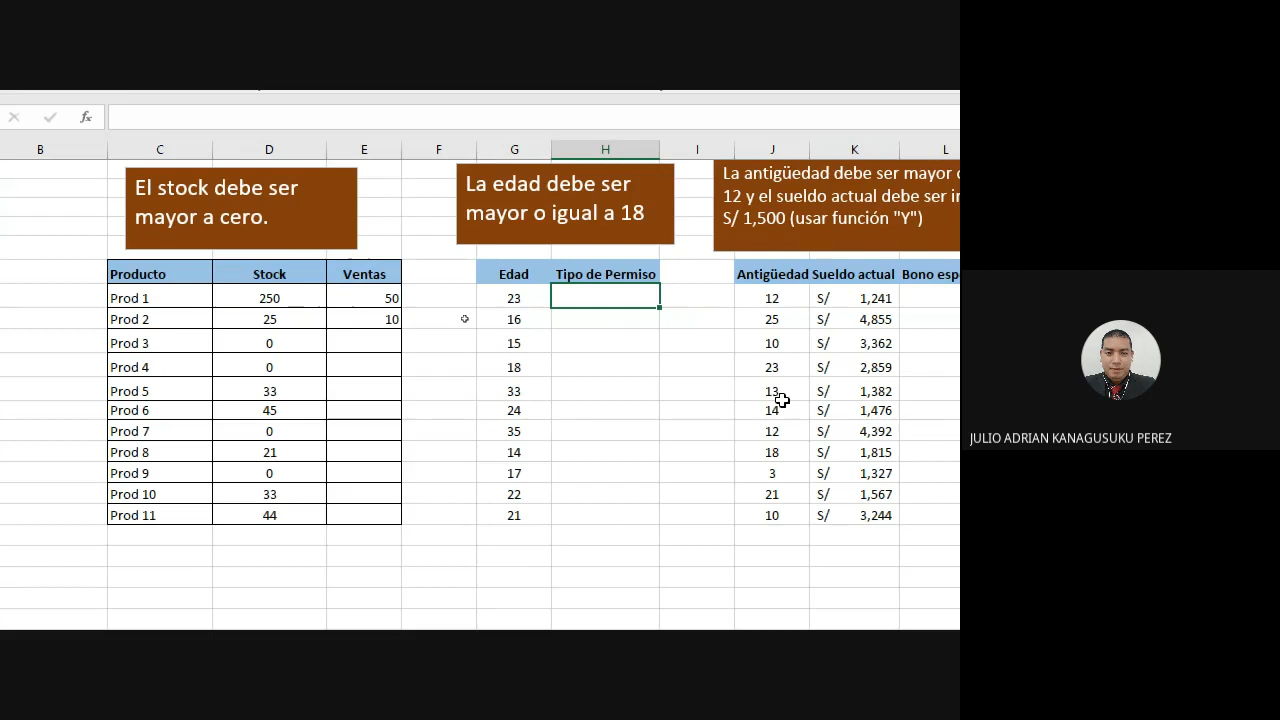 fx
B C D E F G H I J K L
El stock debe ser
mayor a cero.
La edad debe ser
mayor o igual a 18
La antigüedad debe ser mayor
12 y el sueldo actual debe ser
S/ 1,500 (usar función "Y")
Producto Stock Ventas Edad Tipo de Permiso Antigüedad Sueldo actual Bono
Prod 1 250 50 23 12 S/ 1,241
Prod 2 25 10 16 25 S/ 4,855
Prod 3 0 15 10 S/ 3,362
Prod 4 0 18 23 S/ 2,859
Prod 5 33 33 13 S/ 1,382
Prod 6 45 24 14 S/ 1,476
Prod 7 0 35 12 S/ 4,392
Prod 8 21 14 18 S/ 1,815
Prod 9 0 17 3 S/ 1,327
Prod 10 33 22 21 S/ 1,567
Prod 11 44 21 10 S/ 3,244
JULIO ADRIAN KANAGUSUKU PEREZ